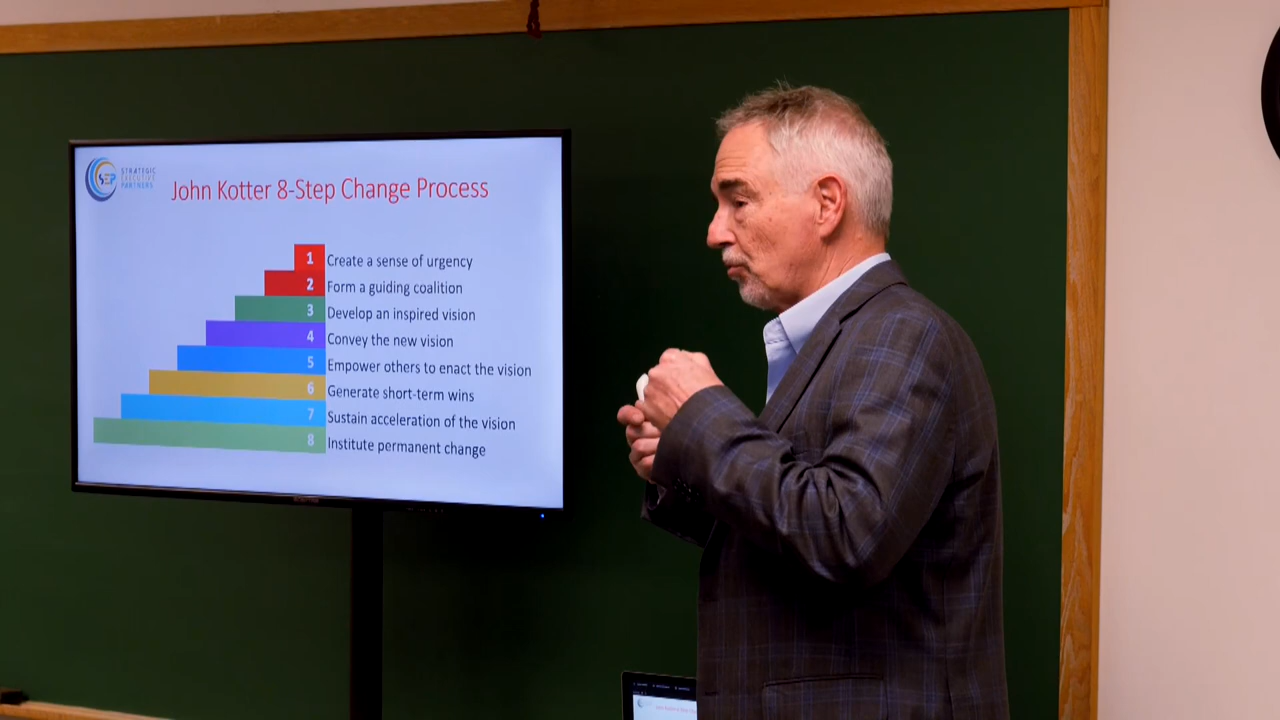 STRATEGIC
EXECUTIVE
PARTNERS
SEP
John Kotter 8-Step Change Process
1 Create a sense of urgency
2 Form a guiding coalition
3 Develop an inspired vision
4 Convey the new vision
5 Empower others to enact the vision
6 Generate short-term wins
7 Sustain acceleration of the vision
8 Institute permanent change